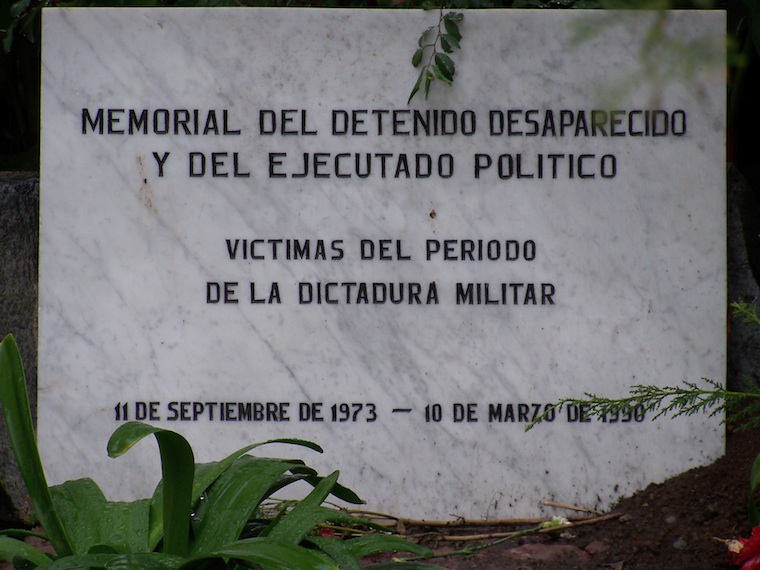 MEMORIAL DEL DETENIDO DESAPARECIDO
Y DEL EJECUTADO POLITICO
VICTIMAS DEL PERIODO
DE LA DICTADURA MILITAR
11 DE SEPTIEMBRE DE 1973 — 10 DE MARZO DE 1990